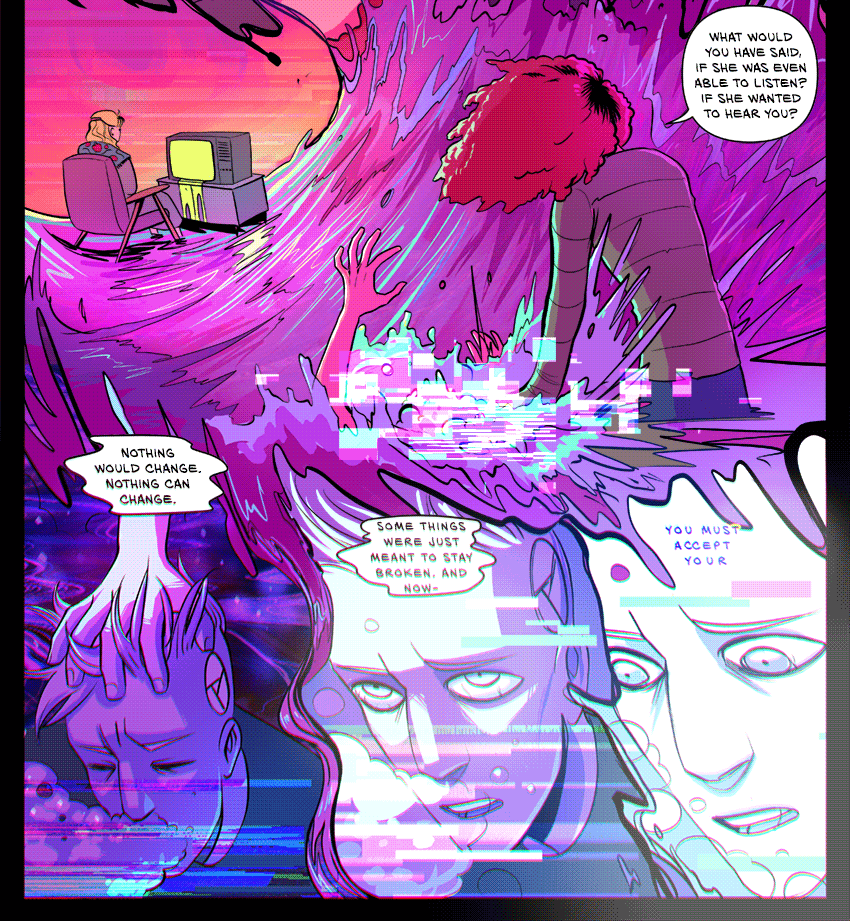 WHAT WOULD
YOU HAVE SAID,
IF SHE WAS EVEN
ABLE TO LISTEN?
IF SHE WANTED
TO HEAR YOU?
NOTHING
WOULD CHANGE.
NOTHING CAN
CHANGE.
SOME THINGS
WERE JUST
MEANT TO STAY
BROKEN. AND
NOW-
YOU MUST
ACCEPT
YOUR